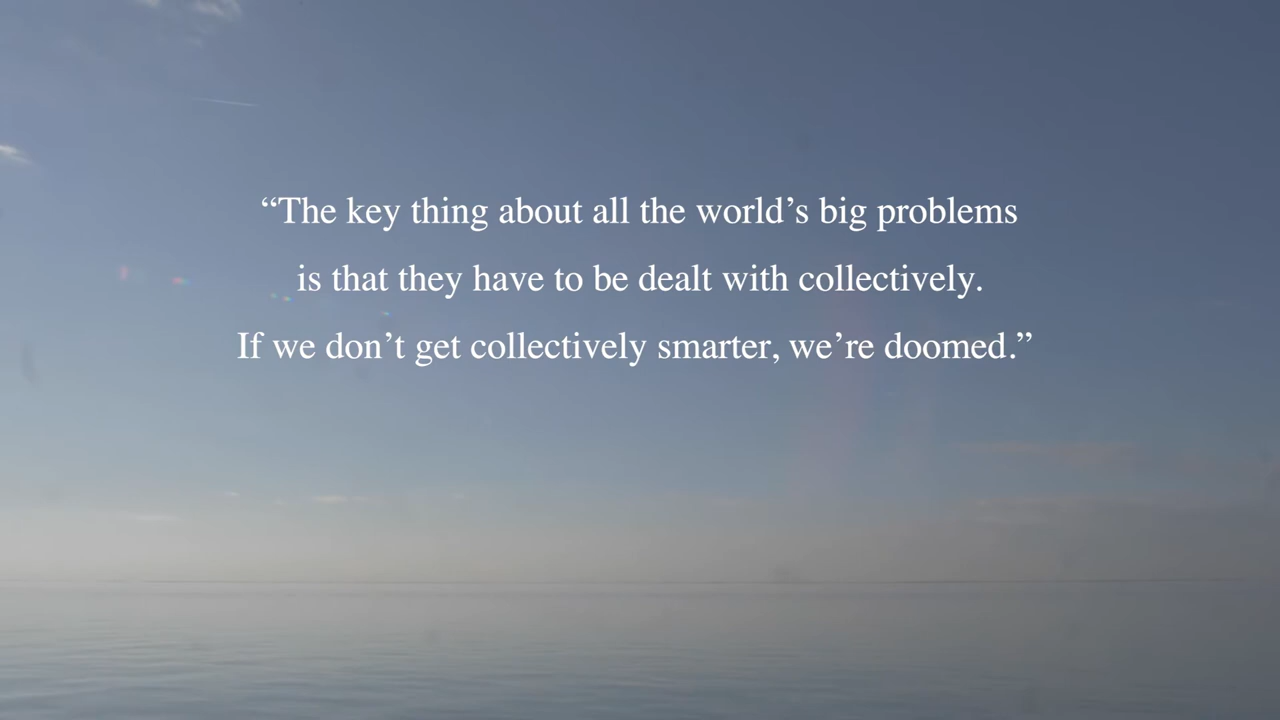 “The key thing about all the world’s big problems
is that they have to be dealt with collectively.
If we don’t get collectively smarter, we’re doomed.”